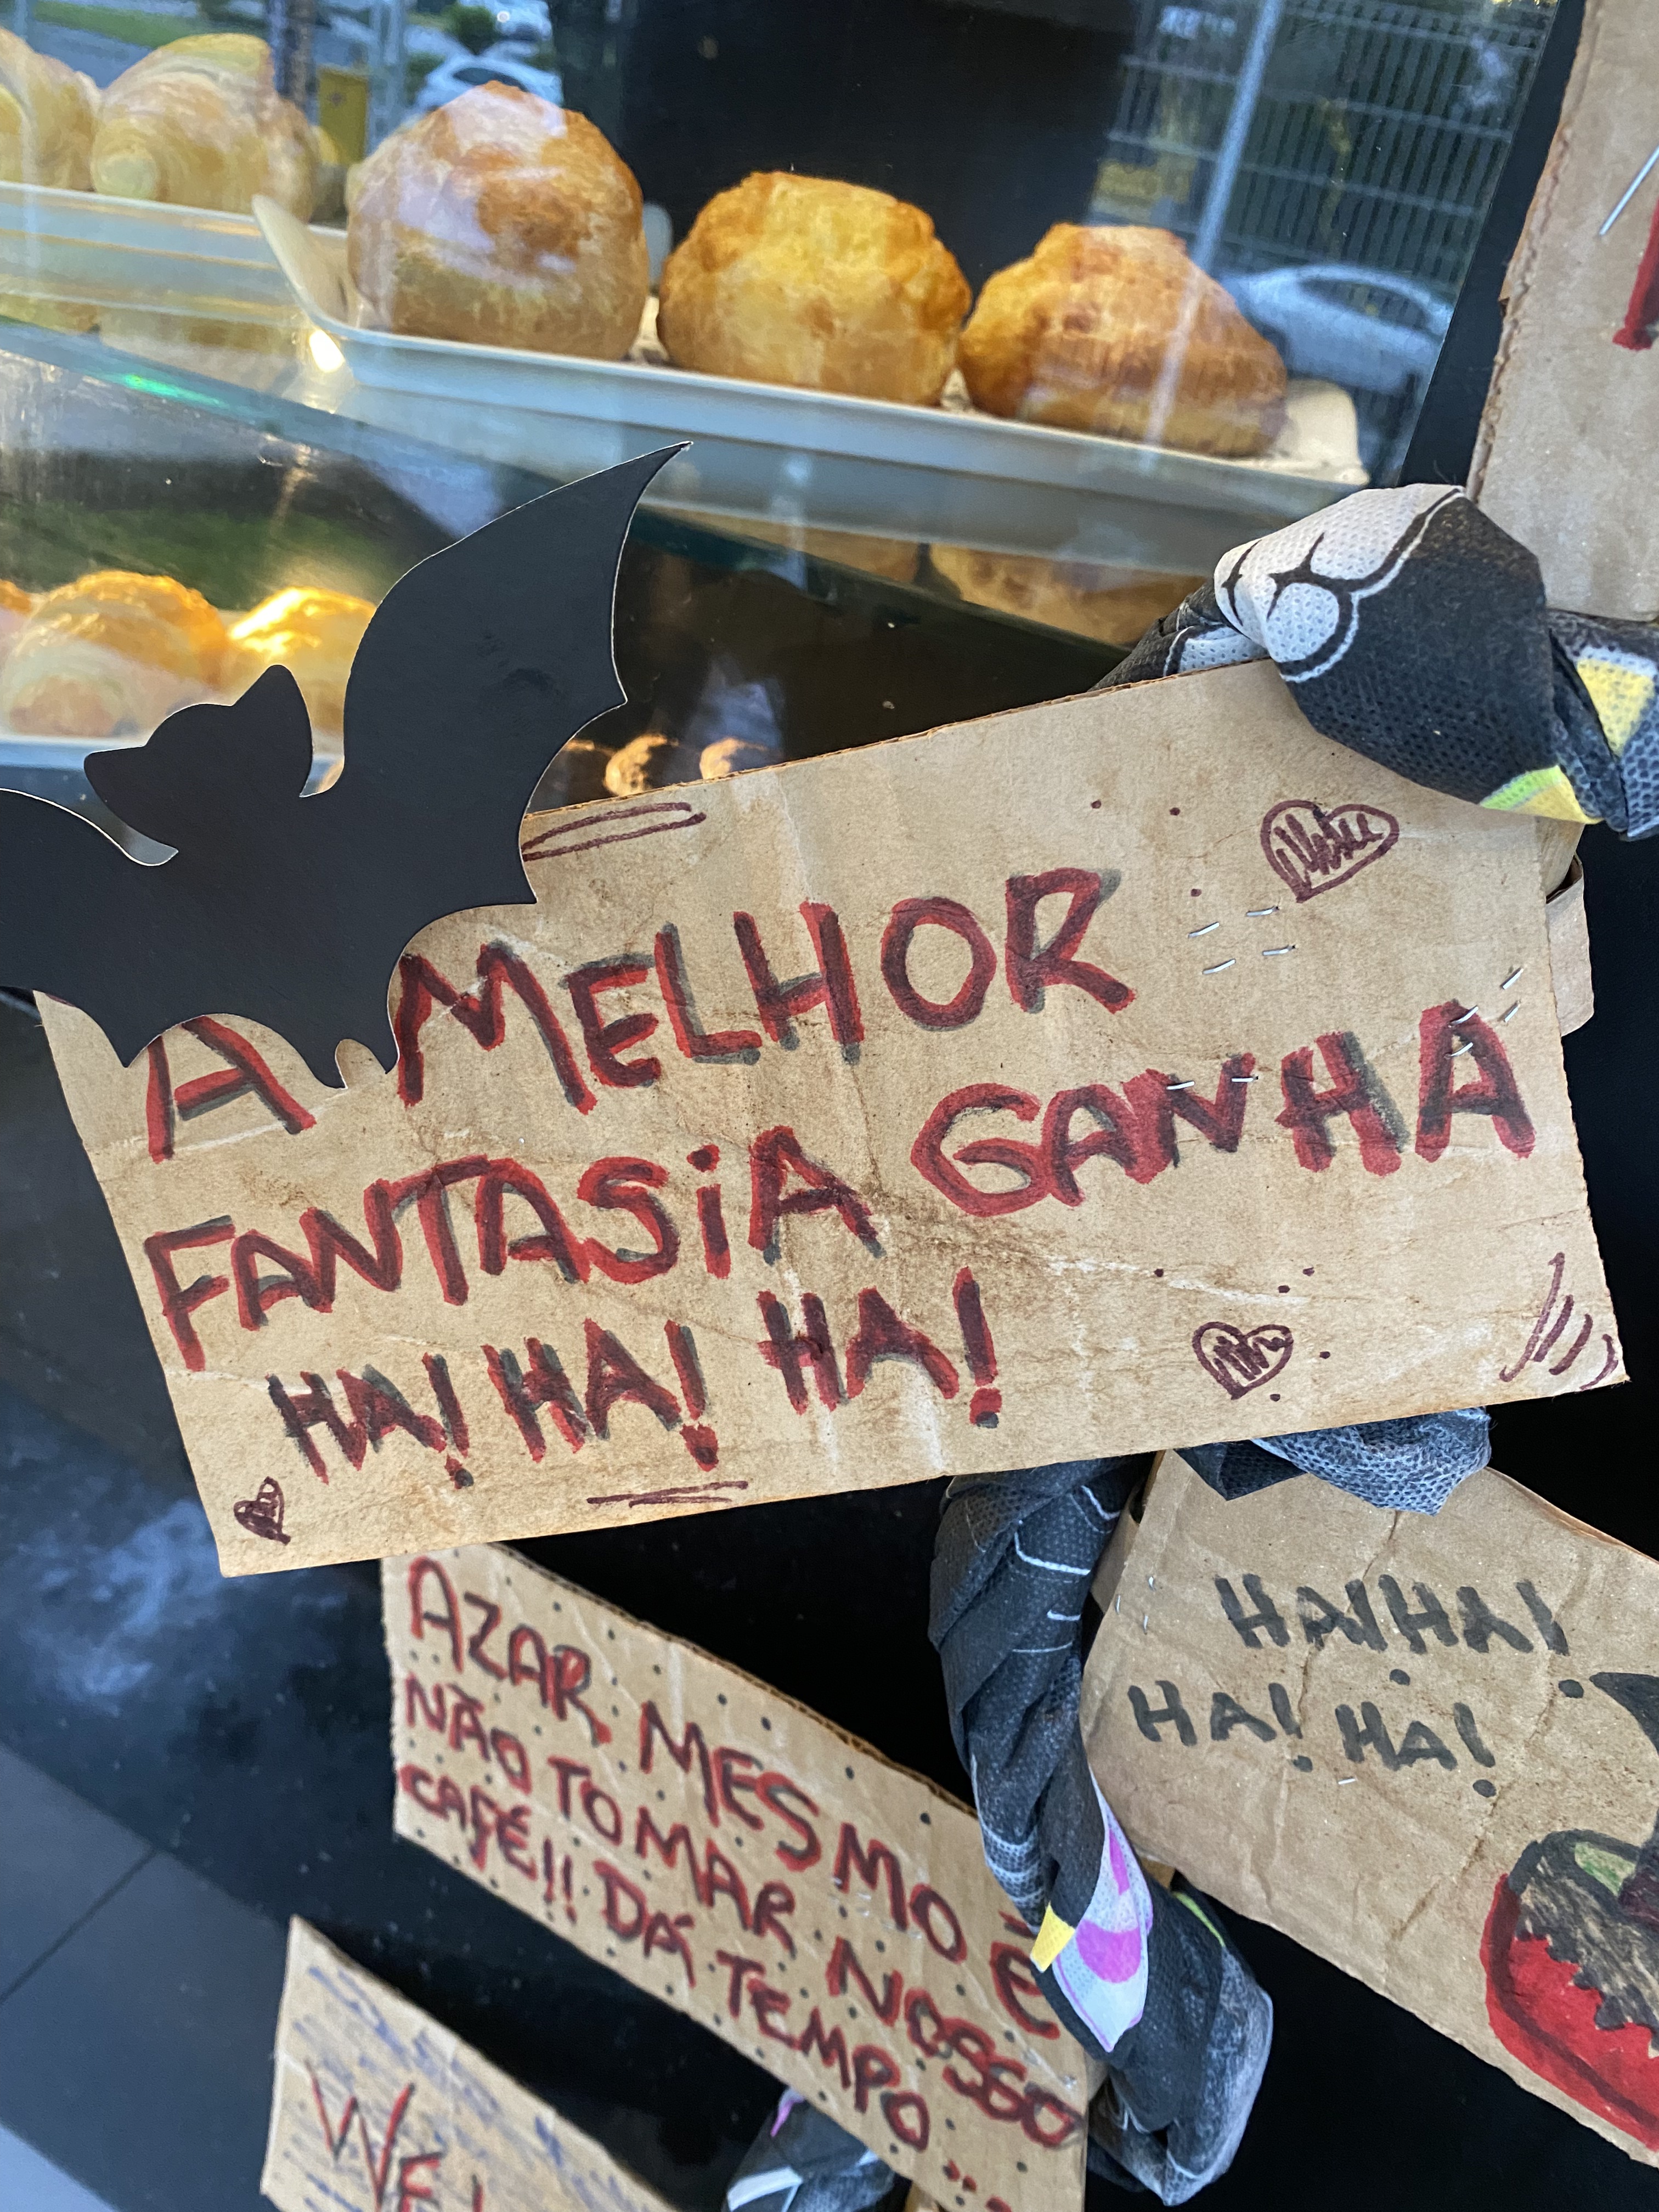 A MELHOR
FANTASiA GANHA
HA! HA! HA!
AZAR MESMO É
NÃO TOMAR NOSSO
CAFÉ!! DÁ TEMPO...
HA! HA!
HA! HA!